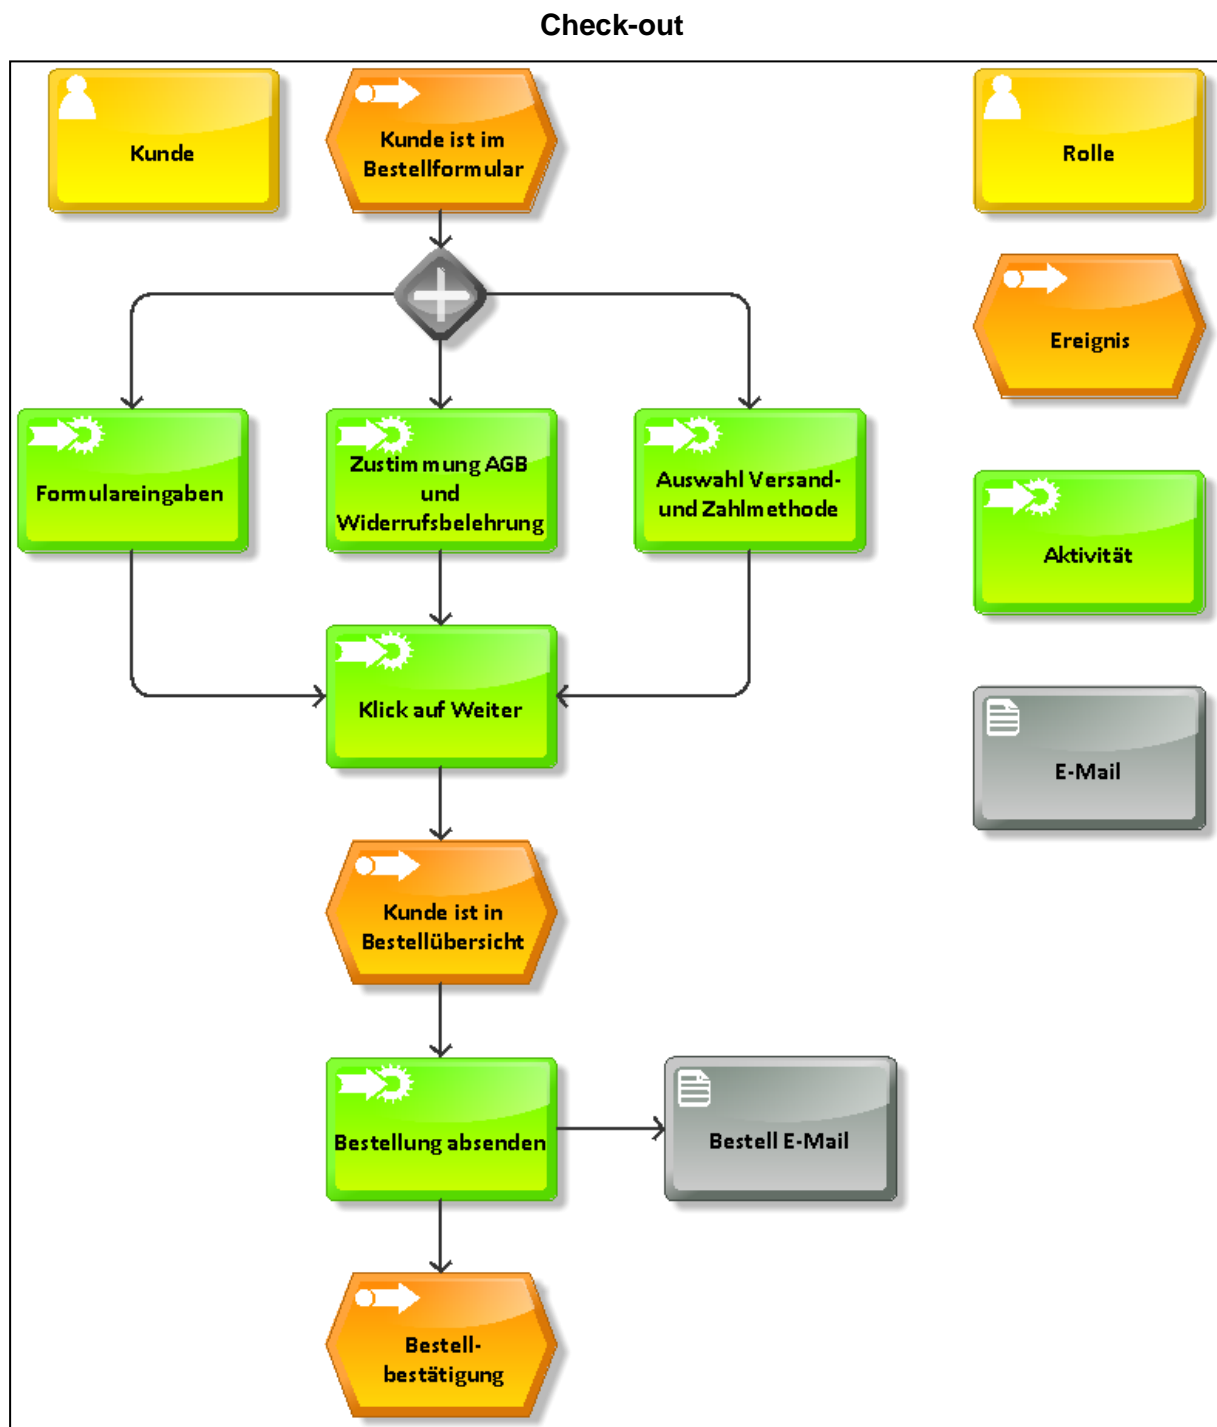 Check-out
Kunde
Kunde ist im
Bestellformular
Rolle
Ereignis
Formulareingaben
Zustimmung AGB
und
Widerrufsbelehrung
Auswahl Versand-
und Zahlmethode
Aktivität
Klick auf Weiter
E-Mail
Kunde ist in
Bestellübersicht
Bestellung absenden
Bestell E-Mail
Bestell-
bestätigung